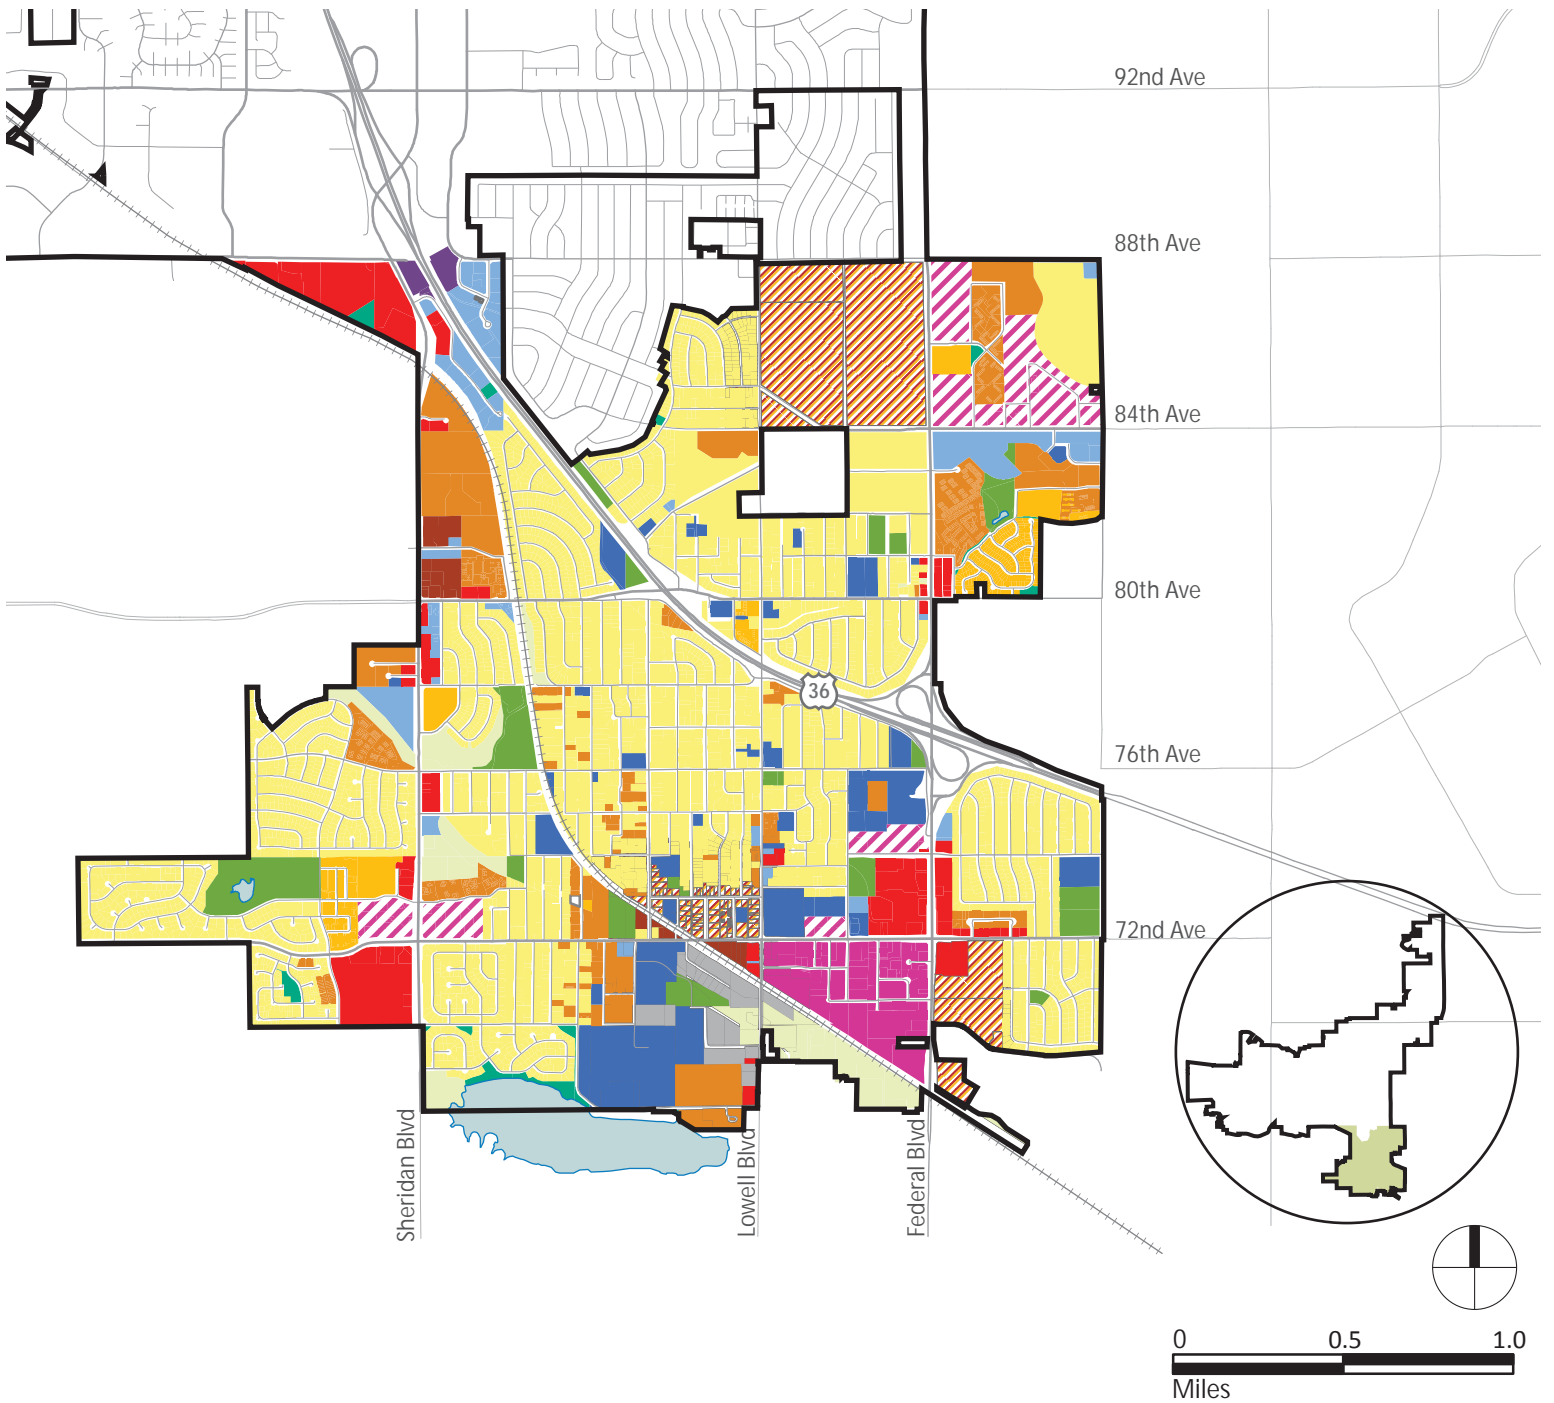 92nd Ave
88th Ave
84th Ave
80th Ave
36
76th Ave
72nd Ave
Sheridan Blvd
Lowell Blvd
Federal Blvd
0 0.5 1.0
Miles